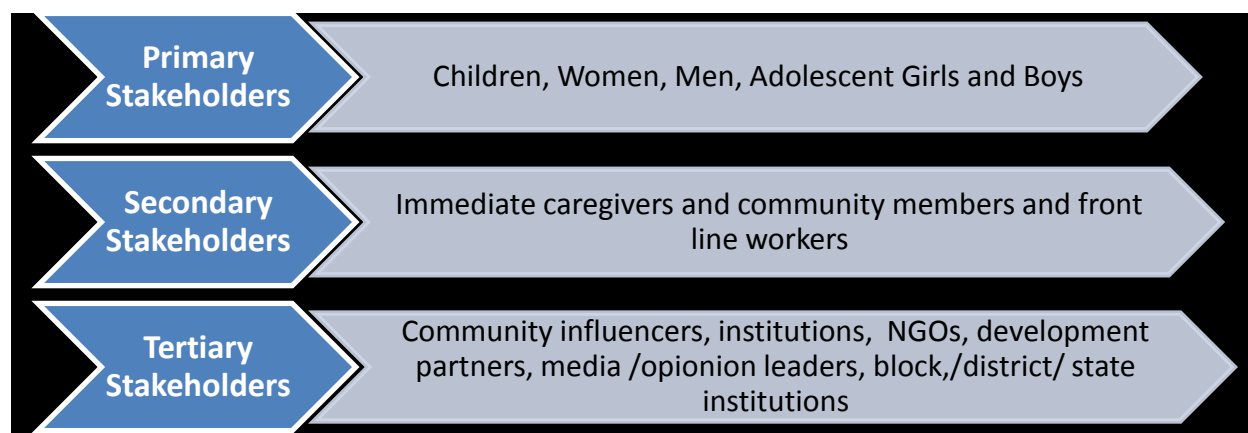 Primary
Stakeholders
Children, Women, Men, Adolescent Girls and Boys
Secondary
Stakeholders
Immediate caregivers and community members and front
line workers
Tertiary
Stakeholders
Community influencers, institutions,  NGOs, development
partners, media /opionion leaders, block,/district/ state
institutions